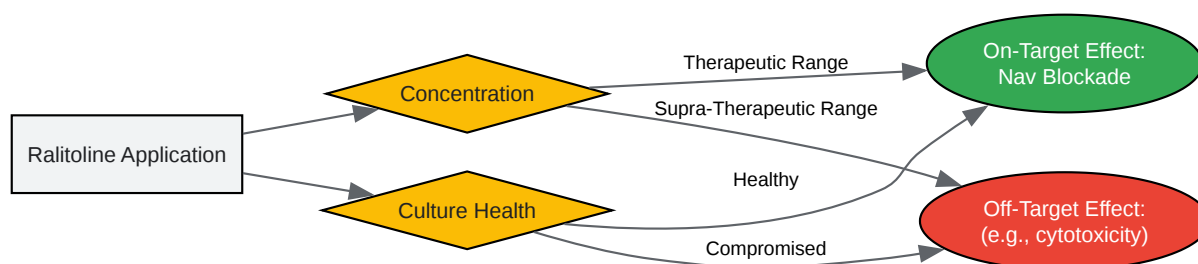 Ralitoline Application
Concentration
Culture Health
Therapeutic Range
Supra-Therapeutic Range
Healthy
Compromised
On-Target Effect:
Nav Blockade
Off-Target Effect:
(e.g., cytotoxicity)